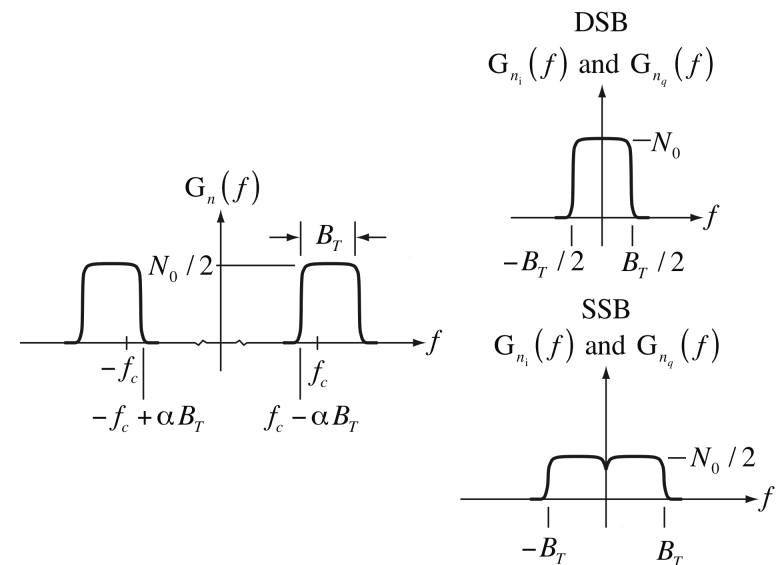 DSB
G_{n_i}(f) and G_{n_q}(f)
N_0
f
-B_T / 2 B_T / 2
G_n(f)
B_T
N_0 / 2
f
-f_c f_c
-f_c + αB_T f_c - αB_T
SSB
G_{n_i}(f) and G_{n_q}(f)
N_0 / 2
f
-B_T B_T